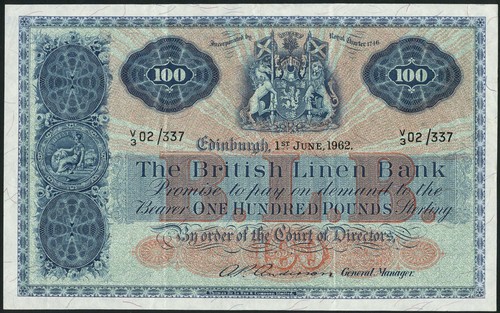 Incorporated by Royal Charter 1746
100 100
V/3 02/337 V/3 02/337
Edinburgh, 1ST JUNE, 1962.
The British Linen Bank
Promise to pay on demand to the
Bearer ONE HUNDRED POUNDS Sterling
By order of the Court of Directors,
General Manager.